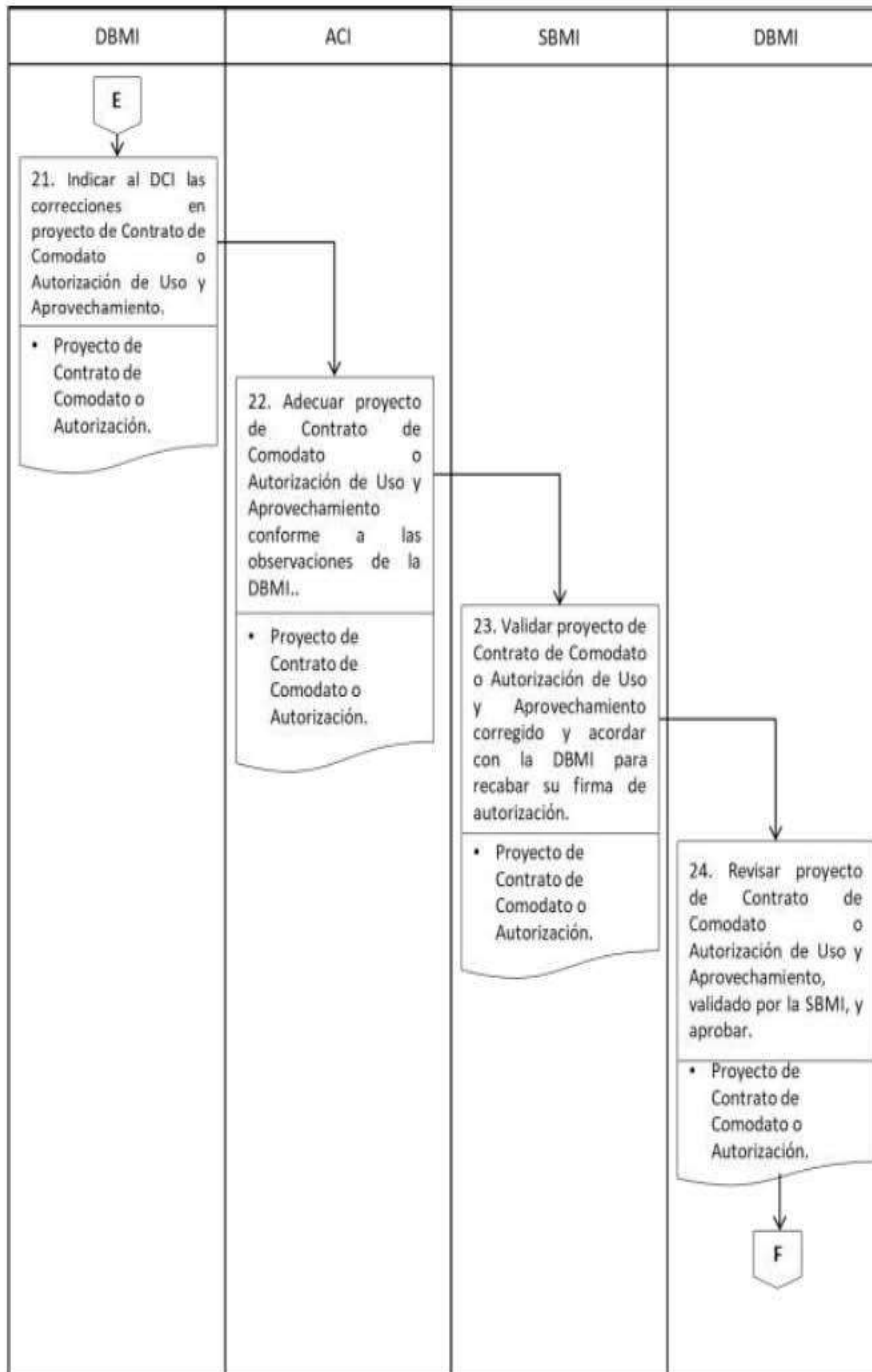 DBMI
ACI
SBMI
DBMI
E
21. Indicar al DCI las
correcciones en
proyecto de Contrato de
Comodato o
Autorización de Uso y
Aprovechamiento.
• Proyecto de
Contrato de
Comodato o
Autorización.
22. Adecuar proyecto
de Contrato de
Comodato o
Autorización de Uso y
Aprovechamiento
conforme a las
observaciones de la
DBMI..
• Proyecto de
Contrato de
Comodato o
Autorización.
23. Validar proyecto de
Contrato de Comodato
o Autorización de Uso
y Aprovechamiento
corregido y acordar
con la DBMI para
recabar su firma de
autorización.
• Proyecto de
Contrato de
Comodato o
Autorización.
24. Revisar proyecto
de Contrato de
Comodato o
Autorización de Uso y
Aprovechamiento,
validado por la SBMI, y
aprobar.
• Proyecto de
Contrato de
Comodato o
Autorización.
F